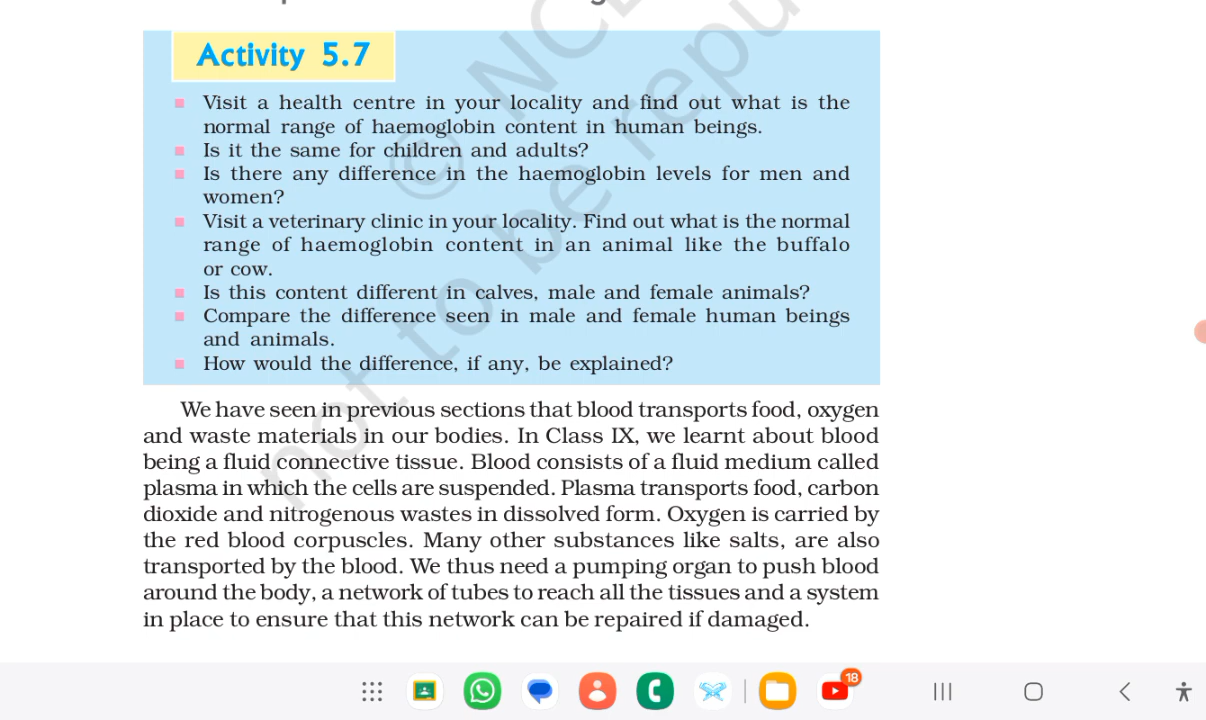 Activity 5.7
Visit a health centre in your locality and find out what is the
normal range of haemoglobin content in human beings.
Is it the same for children and adults?
Is there any difference in the haemoglobin levels for men and
women?
Visit a veterinary clinic in your locality. Find out what is the normal
range of haemoglobin content in an animal like the buffalo
or cow.
Is this content different in calves, male and female animals?
Compare the difference seen in male and female human beings
and animals.
How would the difference, if any, be explained?
We have seen in previous sections that blood transports food, oxygen
and waste materials in our bodies. In Class IX, we learnt about blood
being a fluid connective tissue. Blood consists of a fluid medium called
plasma in which the cells are suspended. Plasma transports food, carbon
dioxide and nitrogenous wastes in dissolved form. Oxygen is carried by
the red blood corpuscles. Many other substances like salts, are also
transported by the blood. We thus need a pumping organ to push blood
around the body, a network of tubes to reach all the tissues and a system
in place to ensure that this network can be repaired if damaged.
© NCE
not to be repu
18